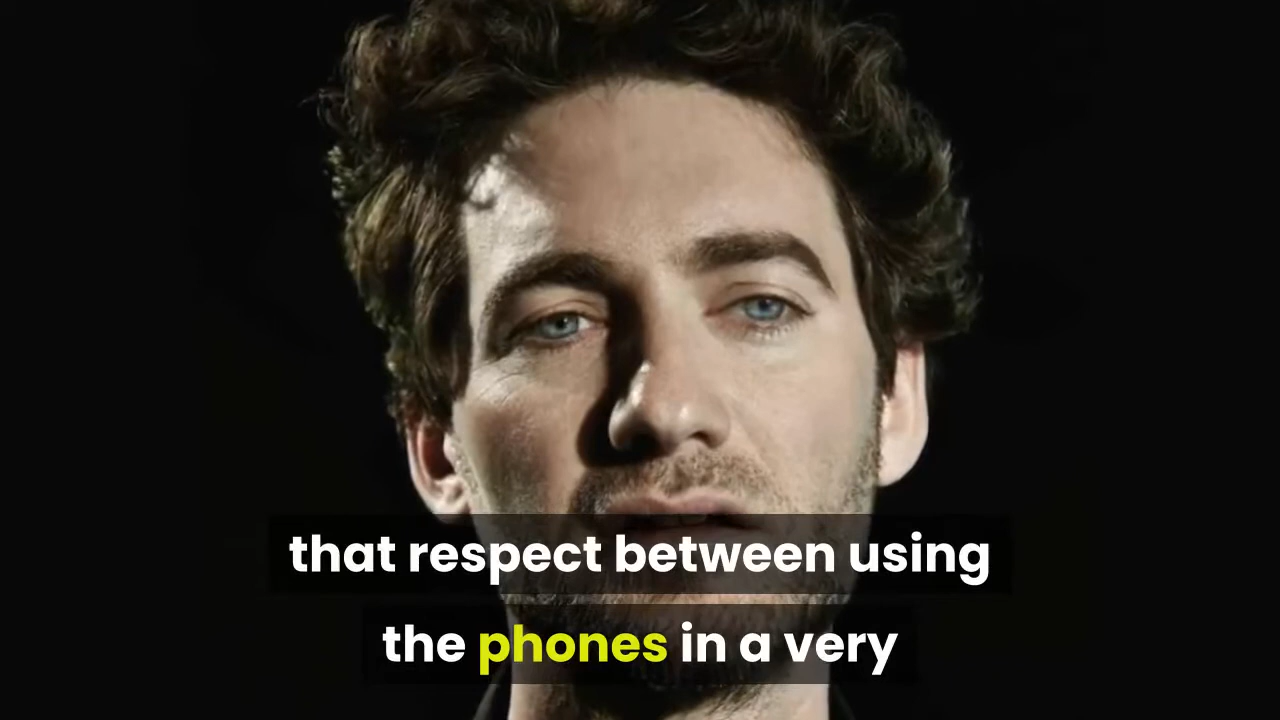 that respect between using
the phones in a very